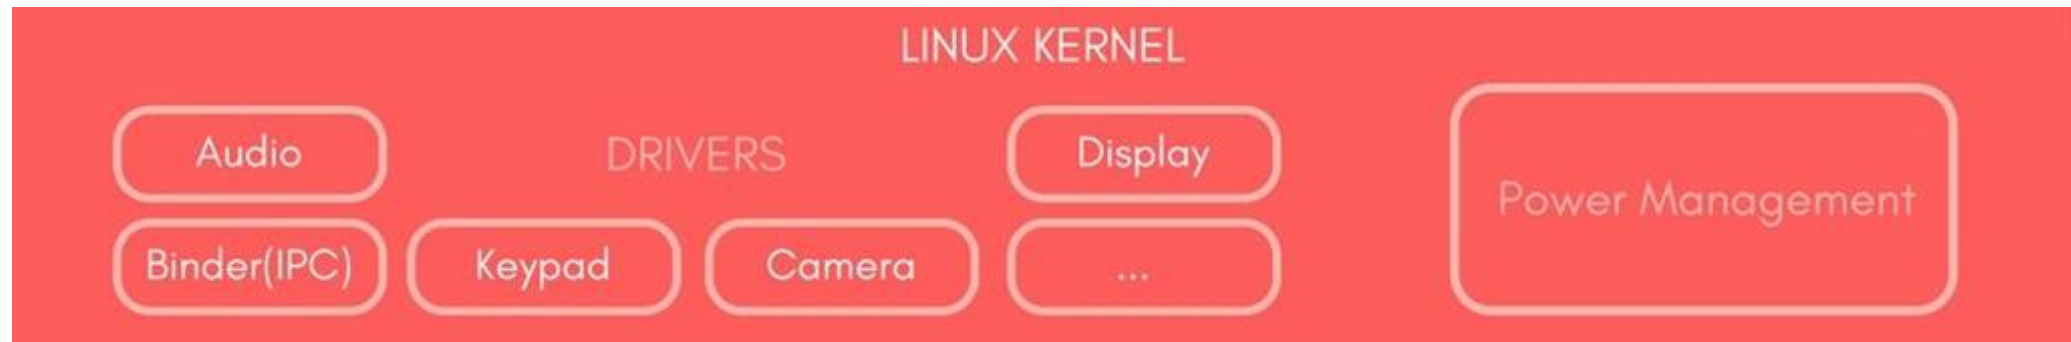 LINUX KERNEL
Audio
DRIVERS
Display
Power Management
Binder(IPC)
Keypad
Camera
...